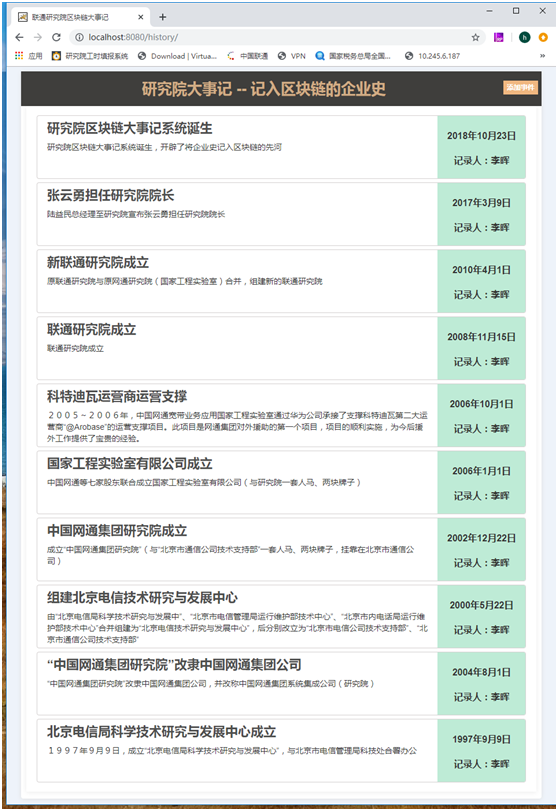 联通研究院区块链大事记
localhost:8080/history/
应用 研究院工时填报系统 Download | Virtua... 中国联通 VPN 国家税务总局全国... 10.245.6.187
研究院大事记 -- 记入区块链的企业史
添加事件
研究院区块链大事记系统诞生
研究院区块链大事记系统诞生，开辟了将企业史记入区块链的先河
2018年10月23日
记录人：李晖
张云勇担任研究院院长
陆益民总经理至研究院宣布张云勇担任研究院院长
2017年3月9日
记录人：李晖
新联通研究院成立
原联通研究院与原网通研究院（国家工程实验室）合并，组建新的联通研究院
2010年4月1日
记录人：李晖
联通研究院成立
联通研究院成立
2008年11月15日
记录人：李晖
科特迪瓦运营商运营支撑
２００５－２００６年，中国网通宽带业务应用国家工程实验室通过华为公司承接了支撑科特迪瓦第二大运
营商“@Arobase”的运营支撑项目。此项目是网通集团对外援助的第一个项目，项目的顺利实施，为今后援
外工作提供了宝贵的经验。
2006年10月1日
记录人：李晖
国家工程实验室有限公司成立
中国网通等七家股东联合成立国家工程实验室有限公司（与研究院一套人马、两块牌子）
2006年1月1日
记录人：李晖
中国网通集团研究院成立
成立“中国网通集团研究院”（与“北京市通信公司技术支持部”一套人马、两块牌子，挂靠在北京市通信公
司）
2002年12月22日
记录人：李晖
组建北京电信技术研究与发展中心
由“北京电信局科学技术研究与发展中”、“北京市电信管理局运行维护部技术中心”、“北京市内电话局运行维
护部技术中心”合并组建为“北京电信技术研究与发展中心”，后分别改立为“北京市电信公司技术支持部”、“北
京市通信公司技术支持部”
2000年5月22日
记录人：李晖
“中国网通集团研究院”改隶中国网通集团公司
“中国网通集团研究院”改隶中国网通集团公司，并改称中国网通集团系统集成公司（研究院）
2004年8月1日
记录人：李晖
北京电信局科学技术研究与发展中心成立
１９９７年９月９日，成立“北京电信局科学技术研究与发展中心”，与北京市电信管理局科技处合署办公
1997年9月9日
记录人：李晖